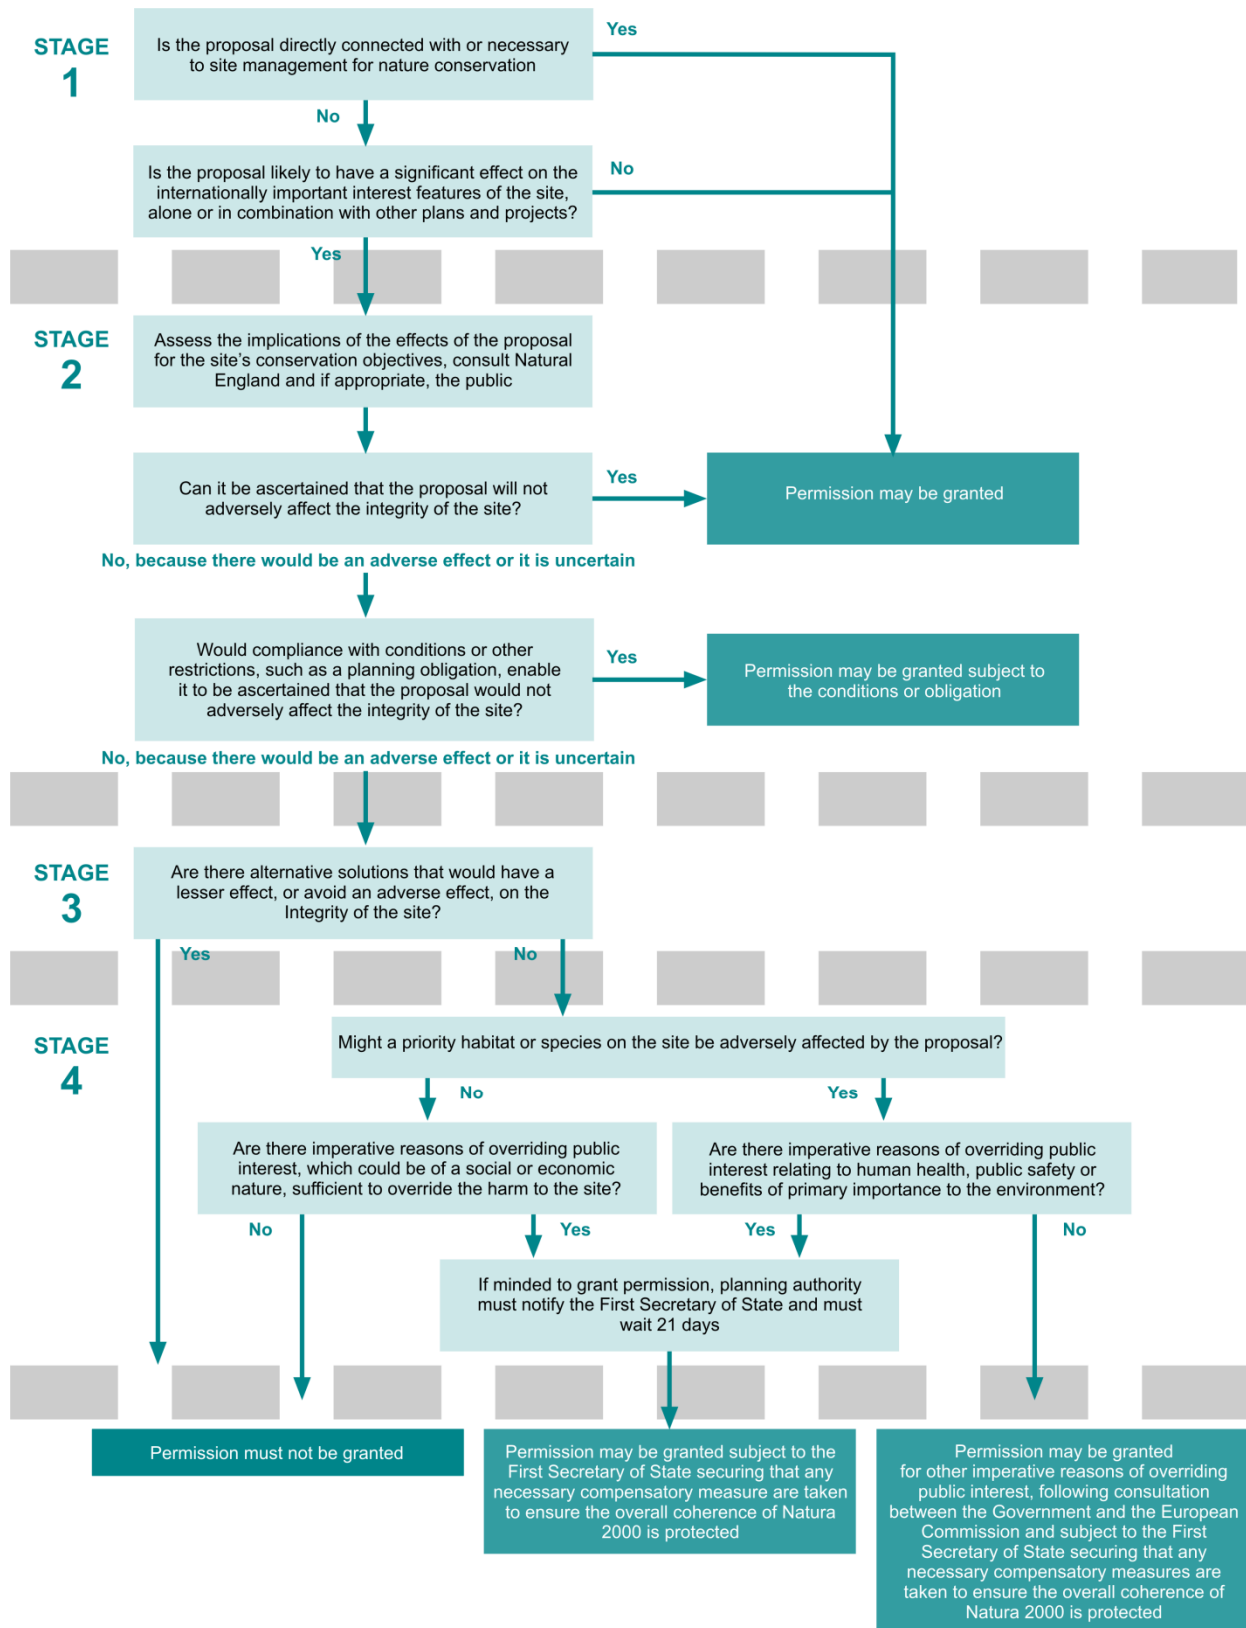 STAGE
1
Is the proposal directly connected with or necessary
to site management for nature conservation
Yes
No
Is the proposal likely to have a significant effect on the
internationally important interest features of the site,
alone or in combination with other plans and projects?
No
Yes
STAGE
2
Assess the implications of the effects of the proposal
for the site's conservation objectives, consult Natural
England and if appropriate, the public
Can it be ascertained that the proposal will not
adversely affect the integrity of the site?
Yes
Permission may be granted
No, because there would be an adverse effect or it is uncertain
Would compliance with conditions or other
restrictions, such as a planning obligation, enable
it to be ascertained that the proposal would not
adversely affect the integrity of the site?
Yes
Permission may be granted subject to
the conditions or obligation
No, because there would be an adverse effect or it is uncertain
STAGE
3
Are there alternative solutions that would have a
lesser effect, or avoid an adverse effect, on the
Integrity of the site?
Yes
No
STAGE
4
Might a priority habitat or species on the site be adversely affected by the proposal?
No
Yes
Are there imperative reasons of overriding public
interest, which could be of a social or economic
nature, sufficient to override the harm to the site?
Are there imperative reasons of overriding public
interest relating to human health, public safety or
benefits of primary importance to the environment?
No
Yes
Yes
No
If minded to grant permission, planning authority
must notify the First Secretary of State and must
wait 21 days
Permission must not be granted
Permission may be granted subject to the
First Secretary of State securing that any
necessary compensatory measure are taken
to ensure the overall coherence of Natura
2000 is protected
Permission may be granted
for other imperative reasons of overriding
public interest, following consultation
between the Government and the European
Commission and subject to the First
Secretary of State securing that any
necessary compensatory measures are
taken to ensure the overall coherence of
Natura 2000 is protected